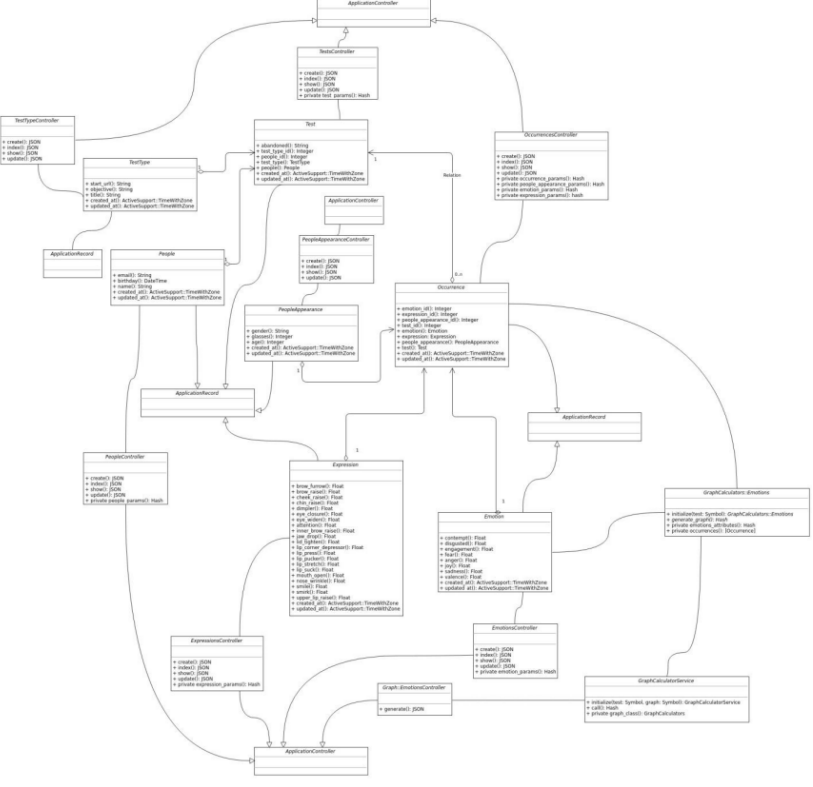 ApplicationController
TestsController
+ create(): JSON
+ index(): JSON
+ show(): JSON
+ update(): JSON
+ private test_params(): Hash
TestTypeController
+ create(): JSON
+ index(): JSON
+ show(): JSON
+ update(): JSON
Test
+ abandoned(): String
+ test_type_id(): Integer
+ people_id(): Integer
+ test_type(): TestType
+ people(): People
+ created_at(): ActiveSupport::TimeWithZone
+ updated_at(): ActiveSupport::TimeWithZone
OccurrencesController
+ create(): JSON
+ index(): JSON
+ show(): JSON
+ update(): JSON
+ private occurrence_params(): Hash
+ private people_appearance_params(): Hash
+ private emotion_params(): Hash
+ private expression_params(): Hash
1
Relation
0..n
TestType
+ start_url(): String
+ objective(): String
+ title(): String
+ created_at(): ActiveSupport::TimeWithZone
+ updated_at(): ActiveSupport::TimeWithZone
1
ApplicationController
ApplicationRecord
People
+ email(): String
+ birthday(): DateTime
+ name(): String
+ created_at(): ActiveSupport::TimeWithZone
+ updated_at(): ActiveSupport::TimeWithZone
1
PeopleAppearanceController
+ create(): JSON
+ index(): JSON
+ show(): JSON
+ update(): JSON
Occurrence
+ emotion_id(): Integer
+ expression_id(): Integer
+ people_appearance_id(): Integer
+ test_id(): Integer
+ emotion(): Emotion
+ expression: Expression
+ people_appearance(): PeopleAppearance
+ test(): Test
+ created_at(): ActiveSupport::TimeWithZone
+ updated_at(): ActiveSupport::TimeWithZone
PeopleAppearance
+ gender(): String
+ glasses(): Integer
+ age(): Integer
+ created_at(): ActiveSupport::TimeWithZone
+ updated_at(): ActiveSupport::TimeWithZone
1
ApplicationRecord
ApplicationRecord
1
PeopleController
+ create(): JSON
+ index(): JSON
+ show(): JSON
+ update(): JSON
+ private people_params(): Hash
Expression
+ brow_furrow(): Float
+ brow_raise(): Float
+ cheek_raise(): Float
+ chin_raise(): Float
+ dimpler(): Float
+ eye_closure(): Float
+ eye_widen(): Float
+ attention(): Float
+ inner_brow_raise(): Float
+ jaw_drop(): Float
+ lid_tighten(): Float
+ lip_corner_depressor(): Float
+ lip_press(): Float
+ lip_pucker(): Float
+ lip_stretch(): Float
+ lip_suck(): Float
+ mouth_open(): Float
+ nose_wrinkle(): Float
+ smile(): Float
+ smirk(): Float
+ upper_lip_raise(): Float
+ created_at(): ActiveSupport::TimeWithZone
+ updated_at(): ActiveSupport::TimeWithZone
1
Emotion
+ contempt(): Float
+ disgusted(): Float
+ engagement(): Float
+ fear(): Float
+ anger(): Float
+ joy(): Float
+ sadness(): Float
+ valence(): Float
+ created_at(): ActiveSupport::TimeWithZone
+ updated_at(): ActiveSupport::TimeWithZone
GraphCalculators::Emotions
+ initialize(test: Symbol): GraphCalculators::Emotions
+ generate_graph(): Hash
+ private emotions_attributes(): Hash
+ private occurrences(): [Occurrence]
ExpressionsController
+ create(): JSON
+ index(): JSON
+ show(): JSON
+ update(): JSON
+ private expression_params(): Hash
EmotionsController
+ create(): JSON
+ index(): JSON
+ show(): JSON
+ update(): JSON
+ private emotion_params(): Hash
Graph::EmotionsController
+ generate(): JSON
GraphCalculatorService
+ initialize(test: Symbol, graph: Symbol): GraphCalculatorService
+ call(): Hash
+ private graph_class(): GraphCalculators
ApplicationController